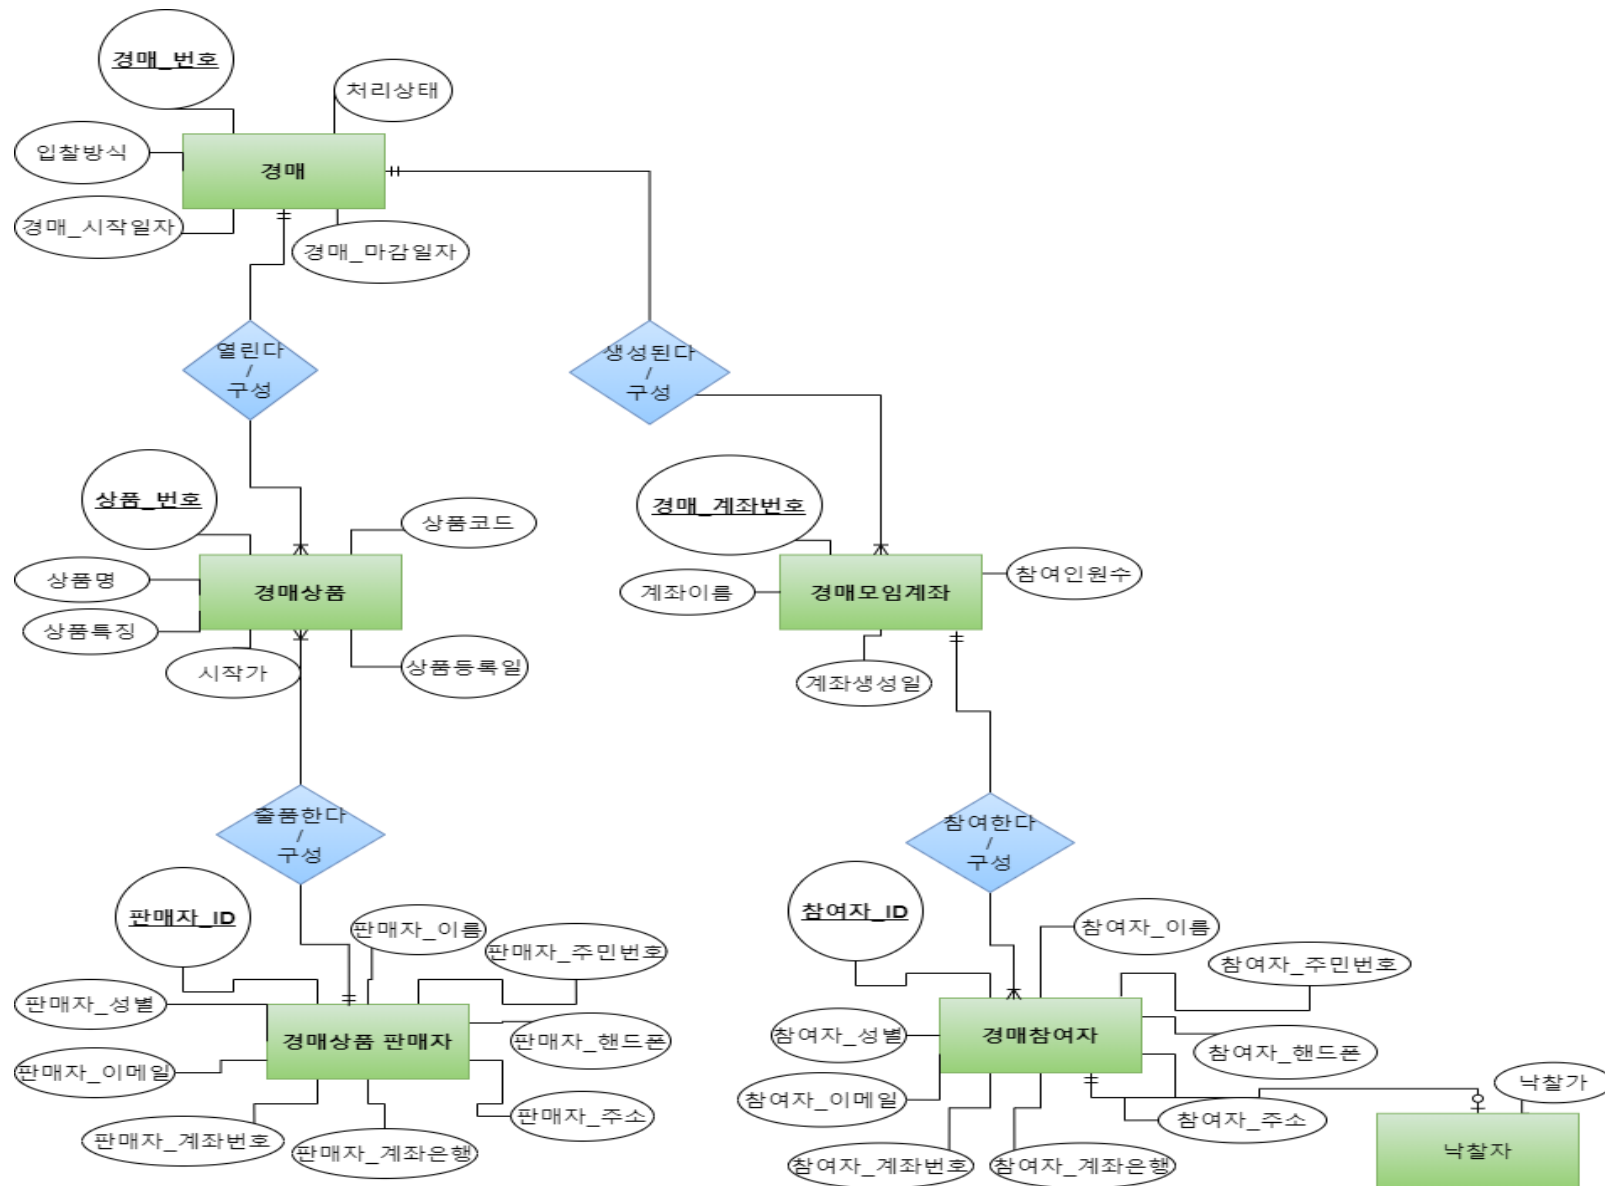 경매_번호
처리상태
입찰방식
경매
경매_시작일자
경매_마감일자
열린다
/
구성
생성된다
/
구성
상품_번호
상품코드
경매_계좌번호
상품명
경매상품
상품특징
시작가
상품등록일
계좌이름
경매모임계좌
참여인원수
계좌생성일
출품한다
/
구성
참여한다
/
구성
판매자_ID
판매자_이름
판매자_주민번호
판매자_성별
경매상품 판매자
판매자_핸드폰
판매자_이메일
판매자_주소
판매자_계좌번호
판매자_계좌은행
참여자_ID
참여자_이름
참여자_주민번호
참여자_성별
경매참여자
참여자_핸드폰
참여자_이메일
참여자_주소
참여자_계좌번호
참여자_계좌은행
낙찰가
낙찰자